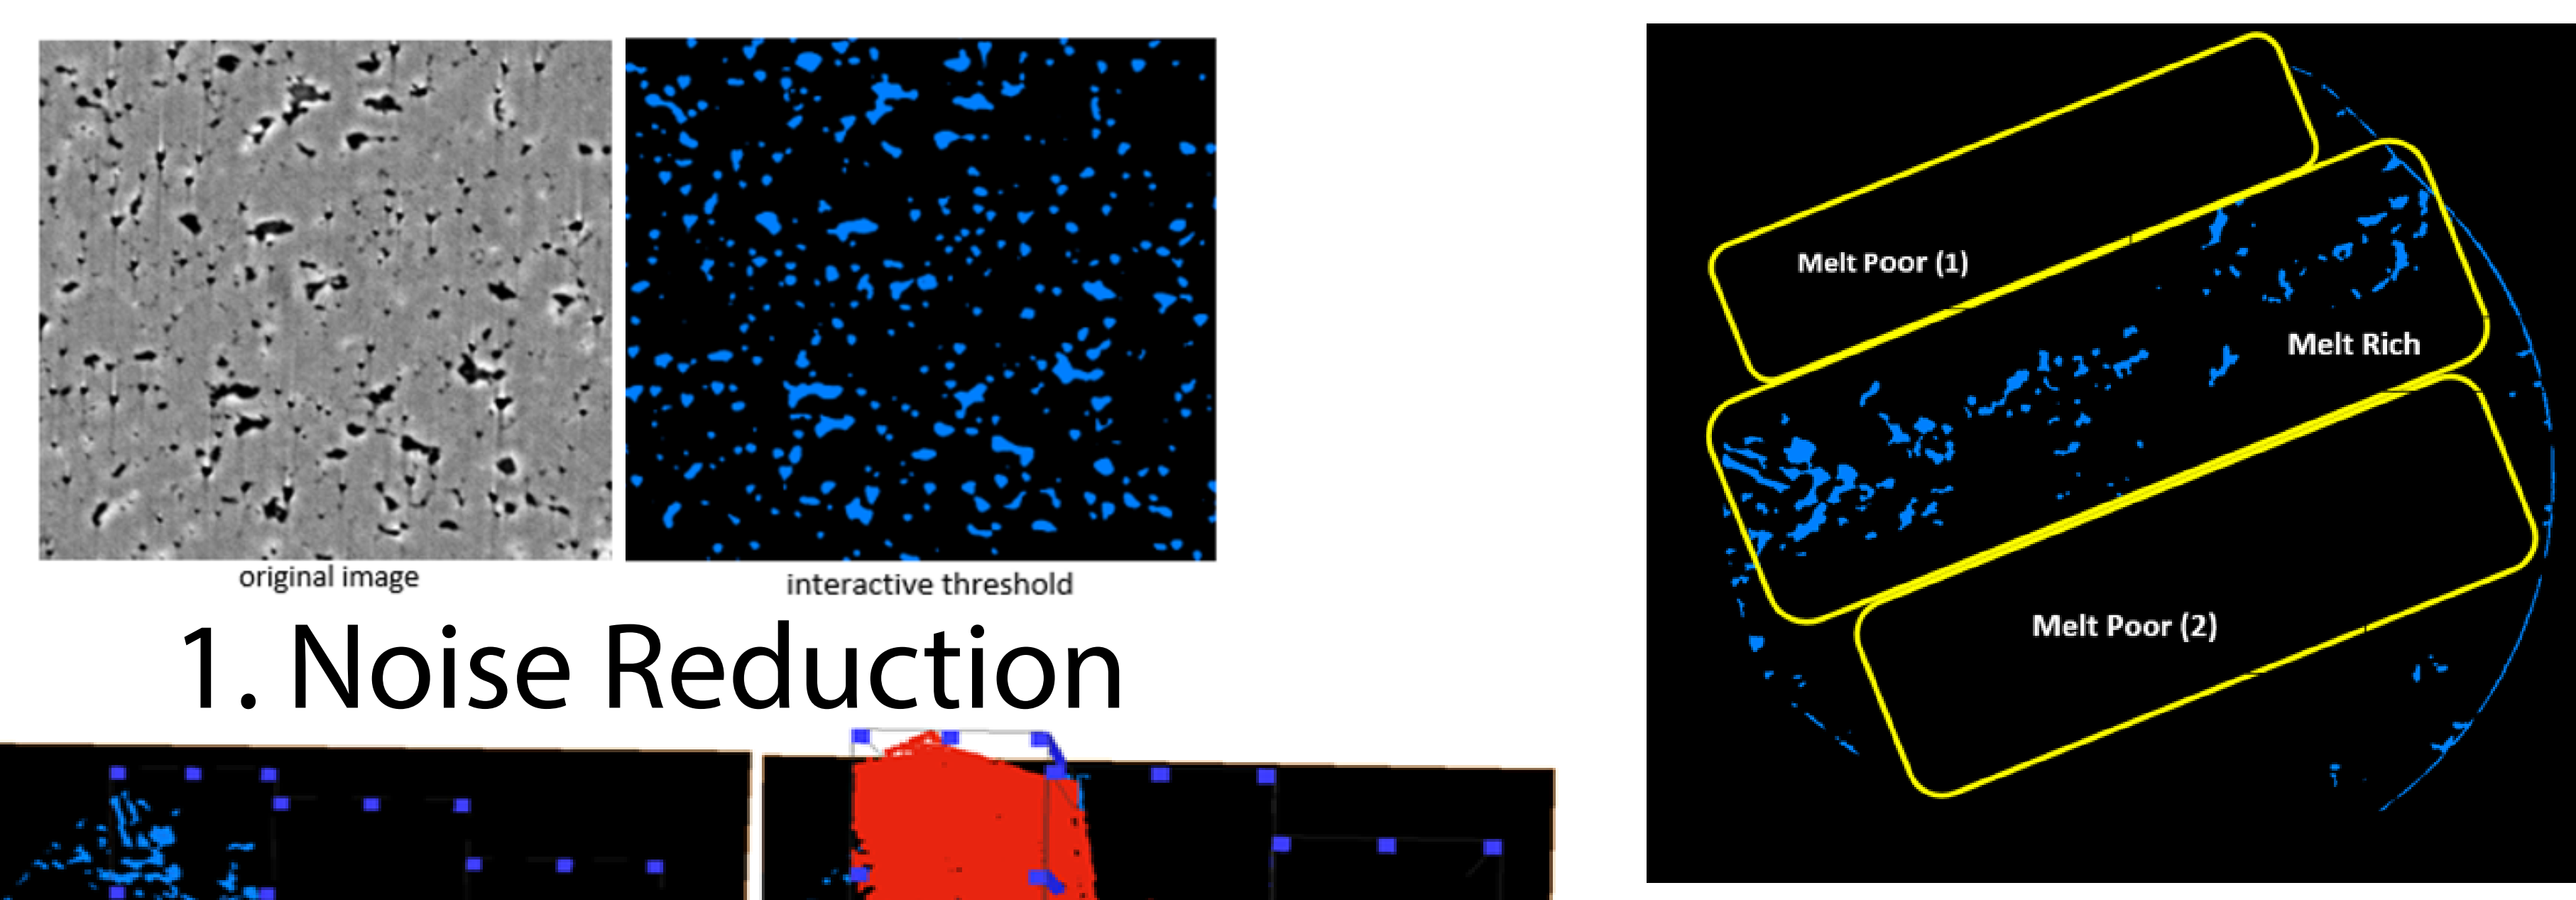 original image
interactive threshold
1. Noise Reduction
Melt Poor (1)
Melt Rich
Melt Poor (2)